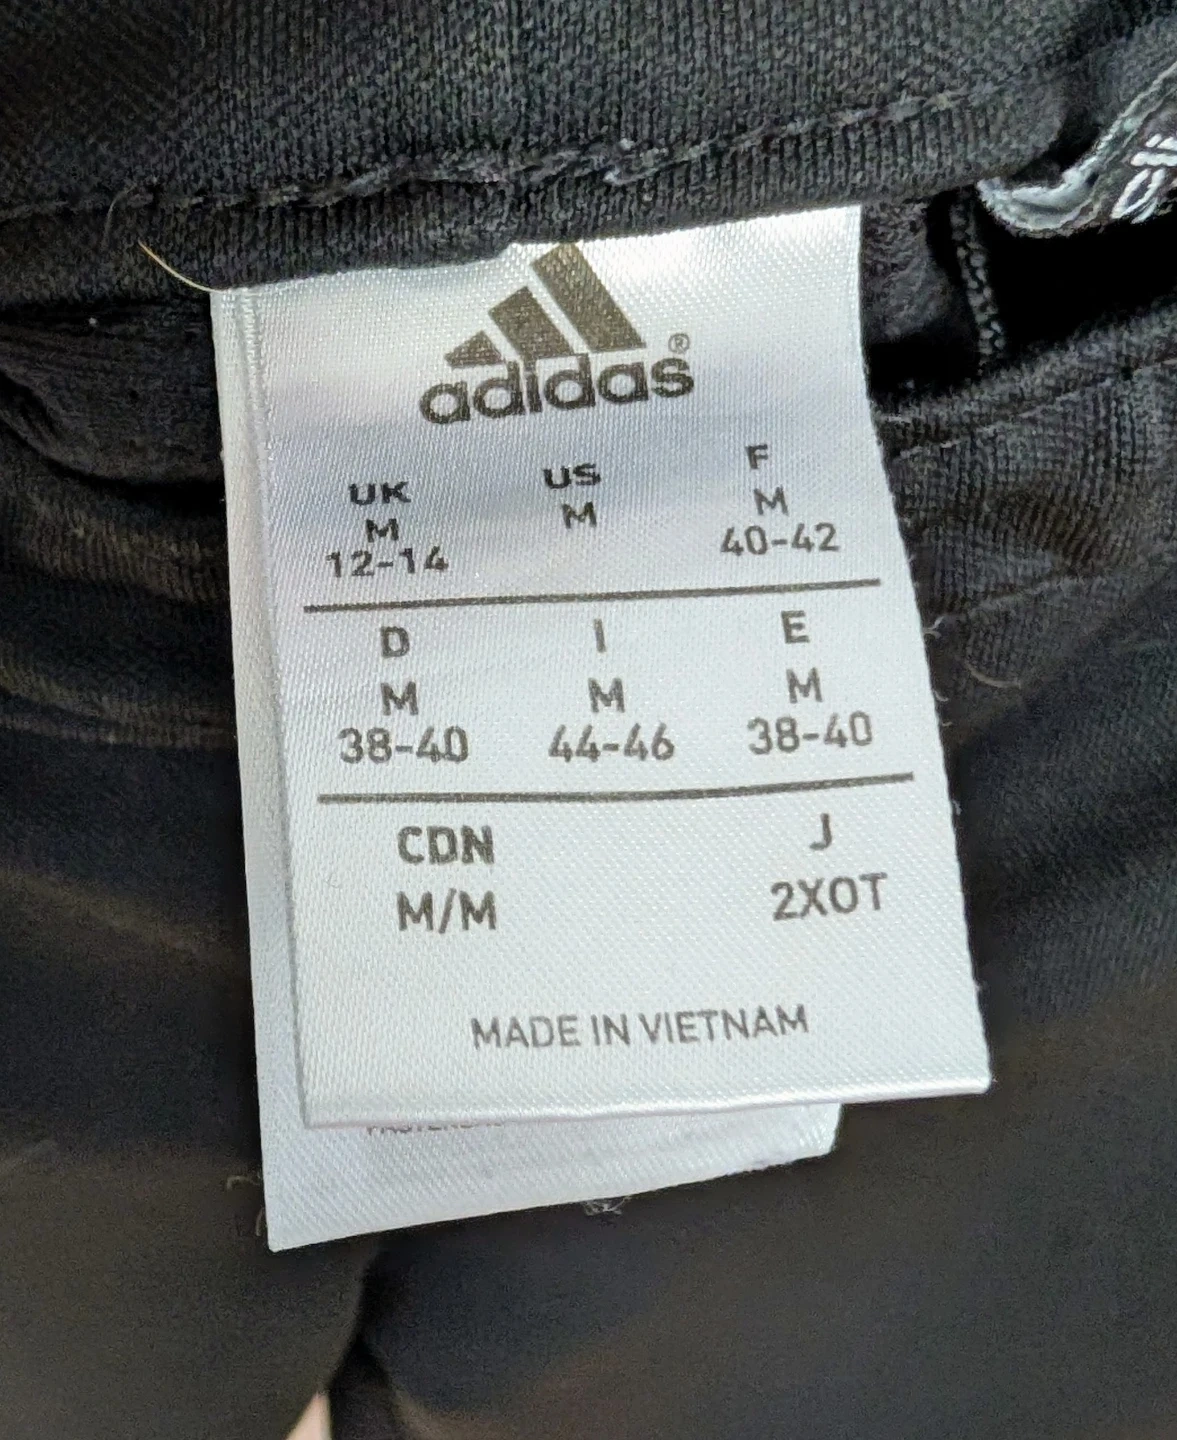 adidas®
UK US F
M M M
12-14 40-42
D I E
M M M
38-40 44-46 38-40
CDN J
M/M 2XOT
MADE IN VIETNAM